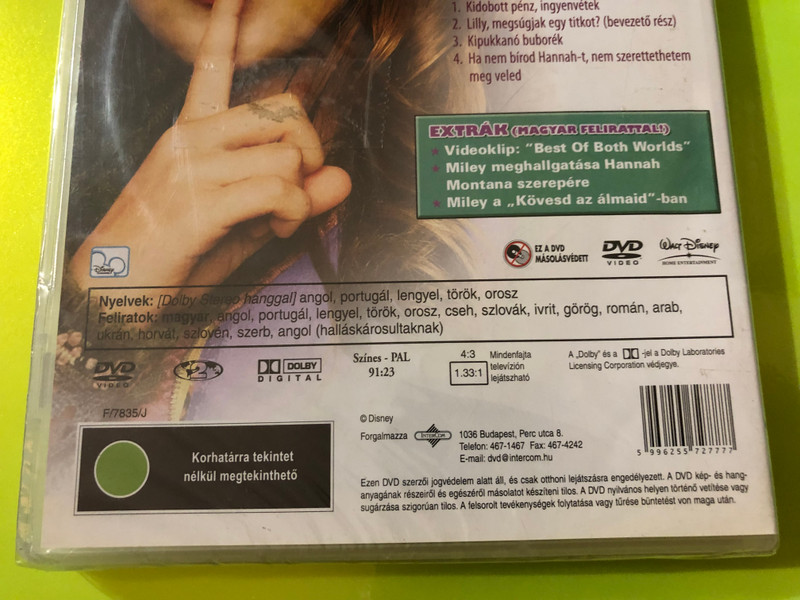 1. Kidobott pénz, ingyenvétek
2. Lilly, megsúgjak egy titkot? (bevezető rész)
3. Kipukkanó buborék
4. Ha nem bírod Hannah-t, nem szerettethetem
meg veled
EXTRÁK (MAGYAR FELIRATTAL!)
★ Videoklip: "Best Of Both Worlds"
★ Miley meghallgatása Hannah
Montana szerepére
★ Miley a „Kövesd az álmaid"-ban
Disney
EZ A DVD
MÁSOLÁSVÉDETT
DVD
VIDEO
WALT DISNEY
HOME ENTERTAINMENT
Nyelvek: [Dolby Stereo hanggal] angol, portugál, lengyel, török, orosz
Feliratok: magyar, angol, portugál, lengyel, török, orosz, cseh, szlovák, ivrit, görög, román, arab,
ukrán, horvát, szlovén, szerb, angol (halláskárosultaknak)
DVD
VIDEO
2
DOLBY
DIGITAL
Színes - PAL
91:23
4:3
1.33:1
Mindenfajta
televízión
lejátszható
A „Dolby" és a -jel a Dolby Laboratories
Licensing Corporation védjegye.
F/7835/J
Korhatárra tekintet
nélkül megtekinthető
© Disney
Forgalmazza
INTERCOM
1036 Budapest, Perc utca 8.
Telefon: 467-1467 Fax: 467-4242
E-mail: dvd@intercom.hu
5 996255 727777
Ezen DVD szerzői jogvédelem alatt áll, és csak otthoni lejátszásra engedélyezett. A DVD kép- és hang-
anyagának részeiről és egészéről másolatot készíteni tilos. A DVD nyilvános helyen történő vetítése vagy
sugárzása szigorúan tilos. A felsorolt tevékenységek folytatása vagy tűrése büntetést von maga után.